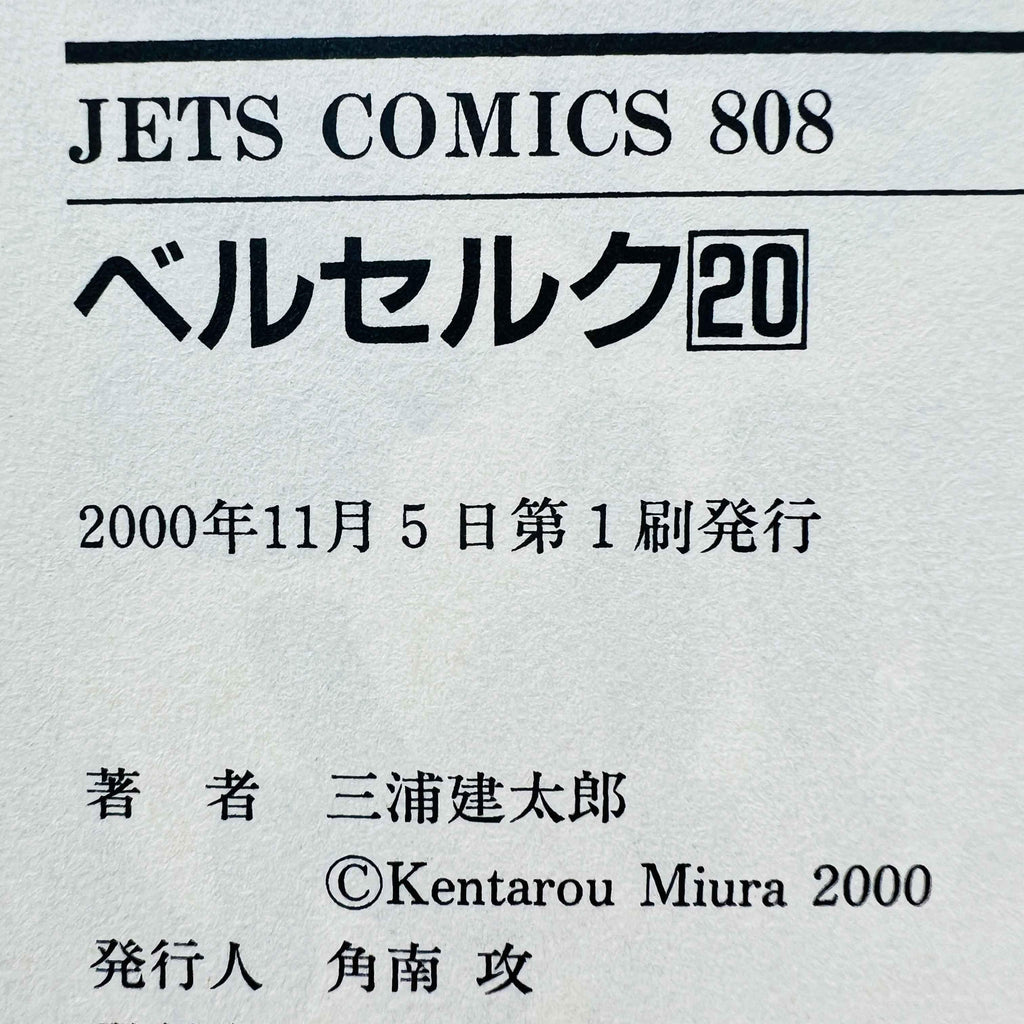 JETS COMICS 808
ベルセルク20
2000年11月5日第1刷発行
著　者　三浦建太郎
©Kentarou Miura 2000
発行人　角南 攻